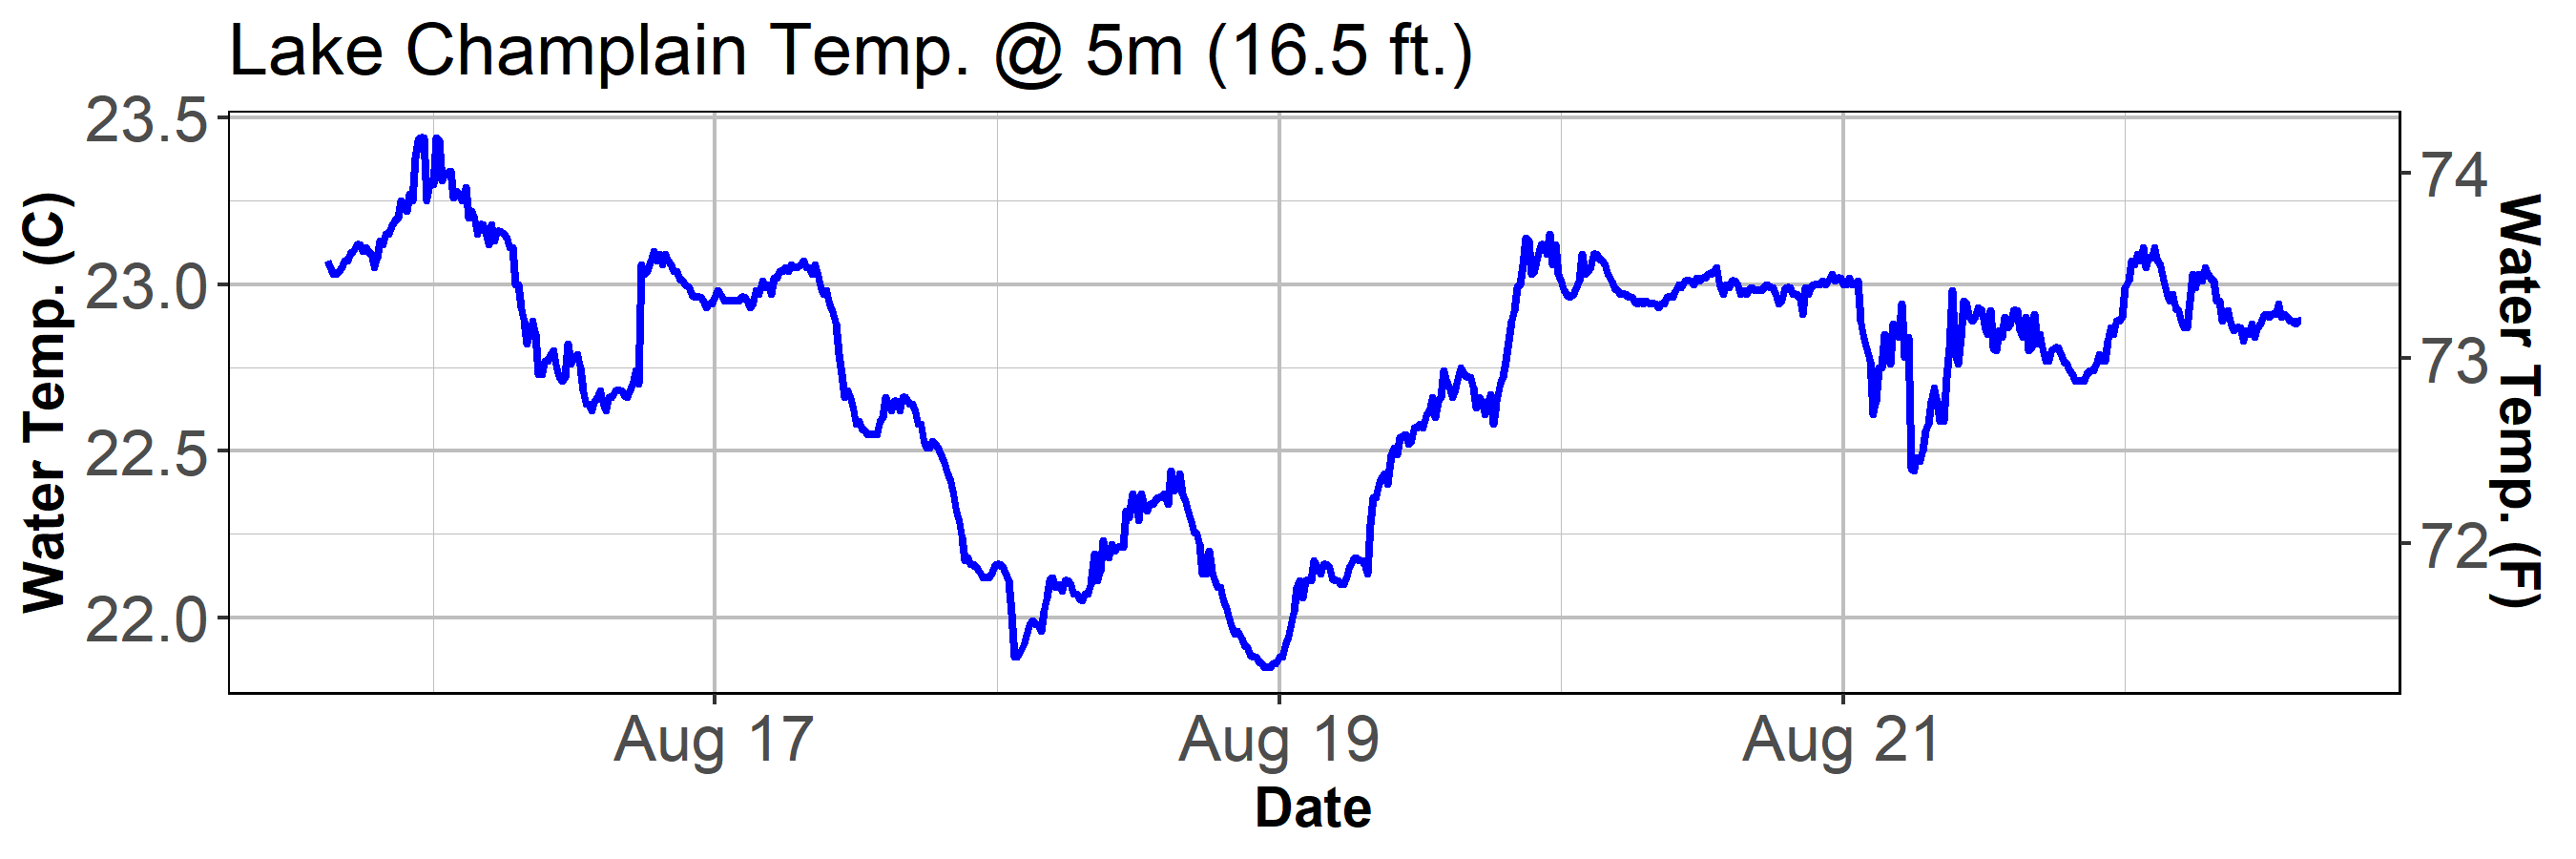 Lake Champlain Temp. @ 5m (16.5 ft.)
Water Temp. (C)
23.5
23.0
22.5
22.0
74
73
72
Water Temp. (F)
Aug 17 Aug 19 Aug 21
Date